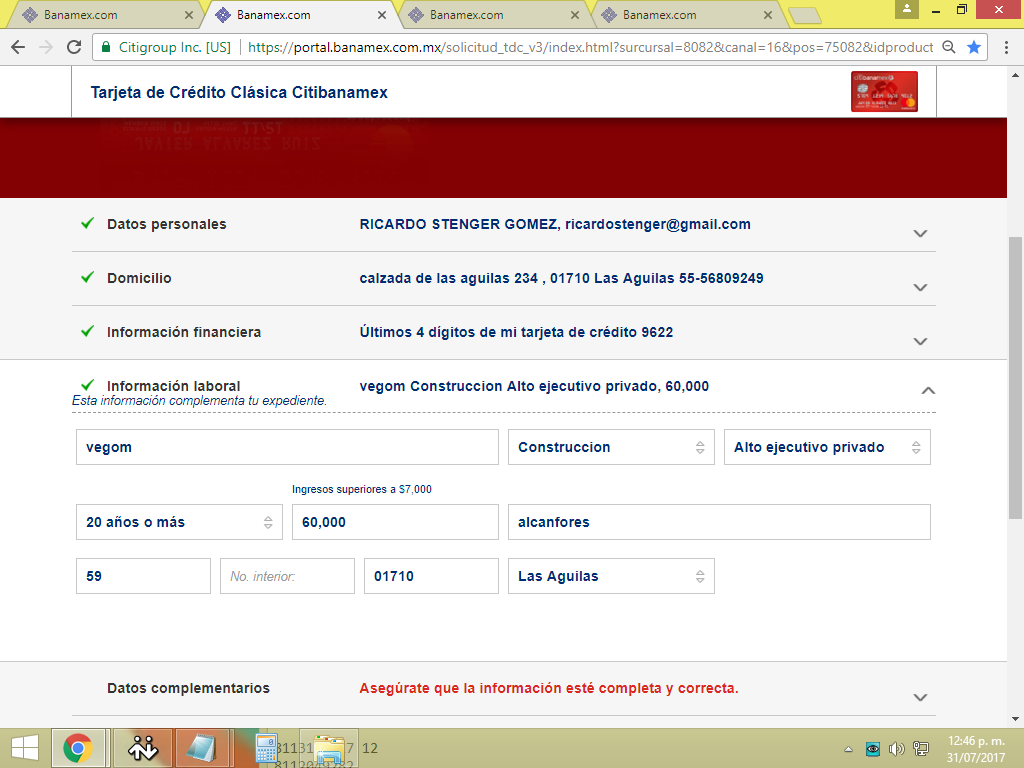 Banamex.com
Banamex.com
Banamex.com
Banamex.com
Citigroup Inc. [US]
https://portal.banamex.com.mx/solicitud_tdc_v3/index.html?surcursal=8082&canal=16&pos=75082&idproduct
Tarjeta de Crédito Clásica Citibanamex
Datos personales
RICARDO STENGER GOMEZ, ricardostenger@gmail.com
Domicilio
calzada de las aguilas 234 , 01710 Las Aguilas 55-56809249
Información financiera
Últimos 4 dígitos de mi tarjeta de crédito 9622
Información laboral
vegom Construccion Alto ejecutivo privado, 60,000
Esta información complementa tu expediente.
vegom
Construccion
Alto ejecutivo privado
Ingresos superiores a $7,000
20 años o más
60,000
alcanfores
59
No. interior:
01710
Las Aguilas
Datos complementarios
Asegúrate que la información esté completa y correcta.
12
12:46 p. m.
31/07/2017